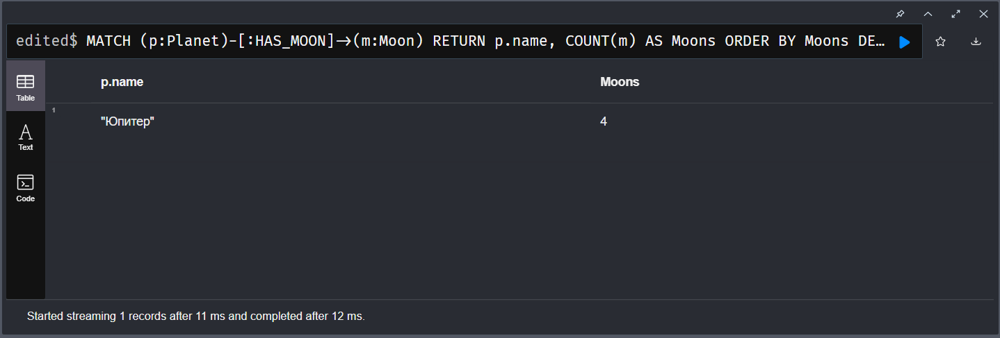 edited$ MATCH (p:Planet)-[:HAS_MOON]->(m:Moon) RETURN p.name, COUNT(m) AS Moons ORDER BY Moons DE…
p.name Moons
Table
1
"Юпитер" 4
Text
Code
Started streaming 1 records after 11 ms and completed after 12 ms.